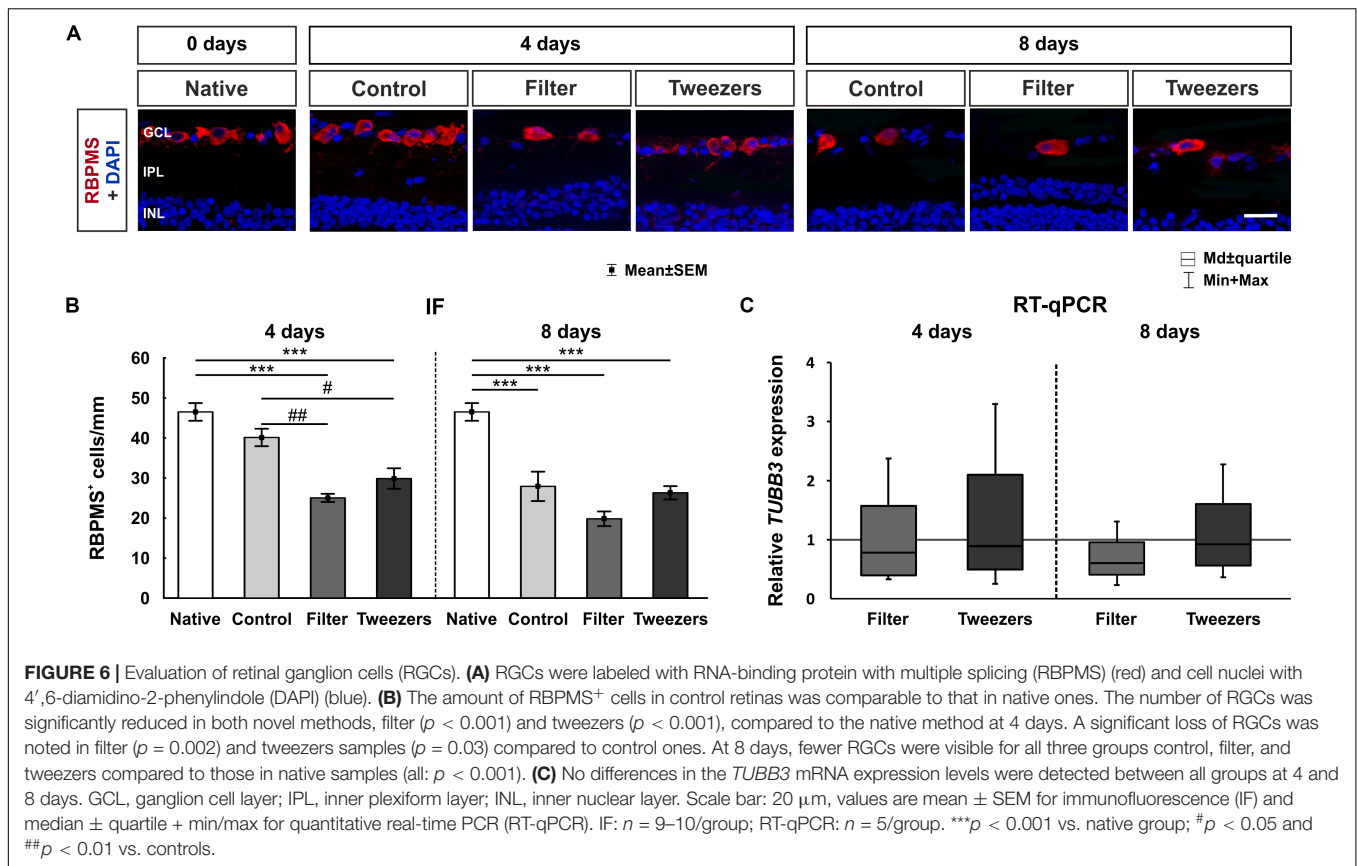 A
0 days
4 days
8 days
Native
Control
Filter
Tweezers
Control
Filter
Tweezers
RBPMS
+ DAPI
GCL
IPL
INL
Mean±SEM
Md±quartile
Min+Max
B
IF
4 days
8 days
RBPMS⁺ cells/mm
60
50
40
30
20
10
0
***
***
#
##
***
***
***
Native
Control
Filter
Tweezers
Native
Control
Filter
Tweezers
C
RT-qPCR
4 days
8 days
Relative TUBB3 expression
4
3
2
1
0
Filter
Tweezers
Filter
Tweezers
FIGURE 6 | Evaluation of retinal ganglion cells (RGCs). (A) RGCs were labeled with RNA-binding protein with multiple splicing (RBPMS) (red) and cell nuclei with
4′,6-diamidino-2-phenylindole (DAPI) (blue). (B) The amount of RBPMS⁺ cells in control retinas was comparable to that in native ones. The number of RGCs was
significantly reduced in both novel methods, filter (p < 0.001) and tweezers (p < 0.001), compared to the native method at 4 days. A significant loss of RGCs was
noted in filter (p = 0.002) and tweezers samples (p = 0.03) compared to control ones. At 8 days, fewer RGCs were visible for all three groups control, filter, and
tweezers compared to those in native samples (all: p < 0.001). (C) No differences in the TUBB3 mRNA expression levels were detected between all groups at 4 and
8 days. GCL, ganglion cell layer; IPL, inner plexiform layer; INL, inner nuclear layer. Scale bar: 20 μm, values are mean ± SEM for immunofluorescence (IF) and
median ± quartile + min/max for quantitative real-time PCR (RT-qPCR). IF: n = 9–10/group; RT-qPCR: n = 5/group. ***p < 0.001 vs. native group; #p < 0.05 and
##p < 0.01 vs. controls.